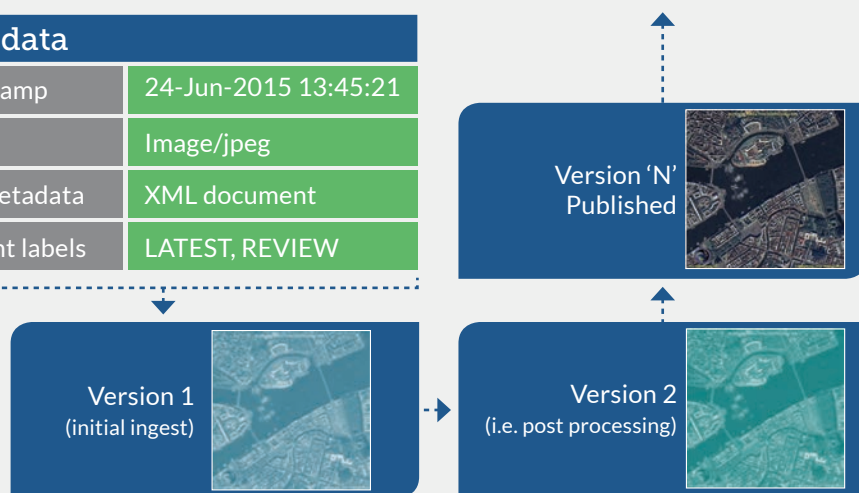 data
amp 24-Jun-2015 13:45:21
Image/jpeg
etadata XML document
nt labels LATEST, REVIEW
Version ‘N’
Published
Version 1
(initial ingest)
Version 2
(i.e. post processing)